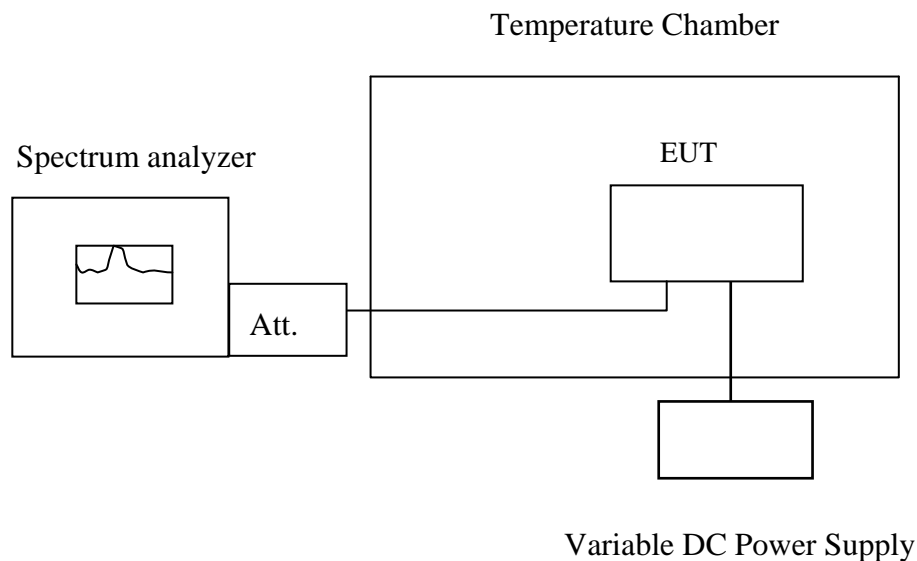 Temperature Chamber
Spectrum analyzer
EUT
Att.
Variable DC Power Supply